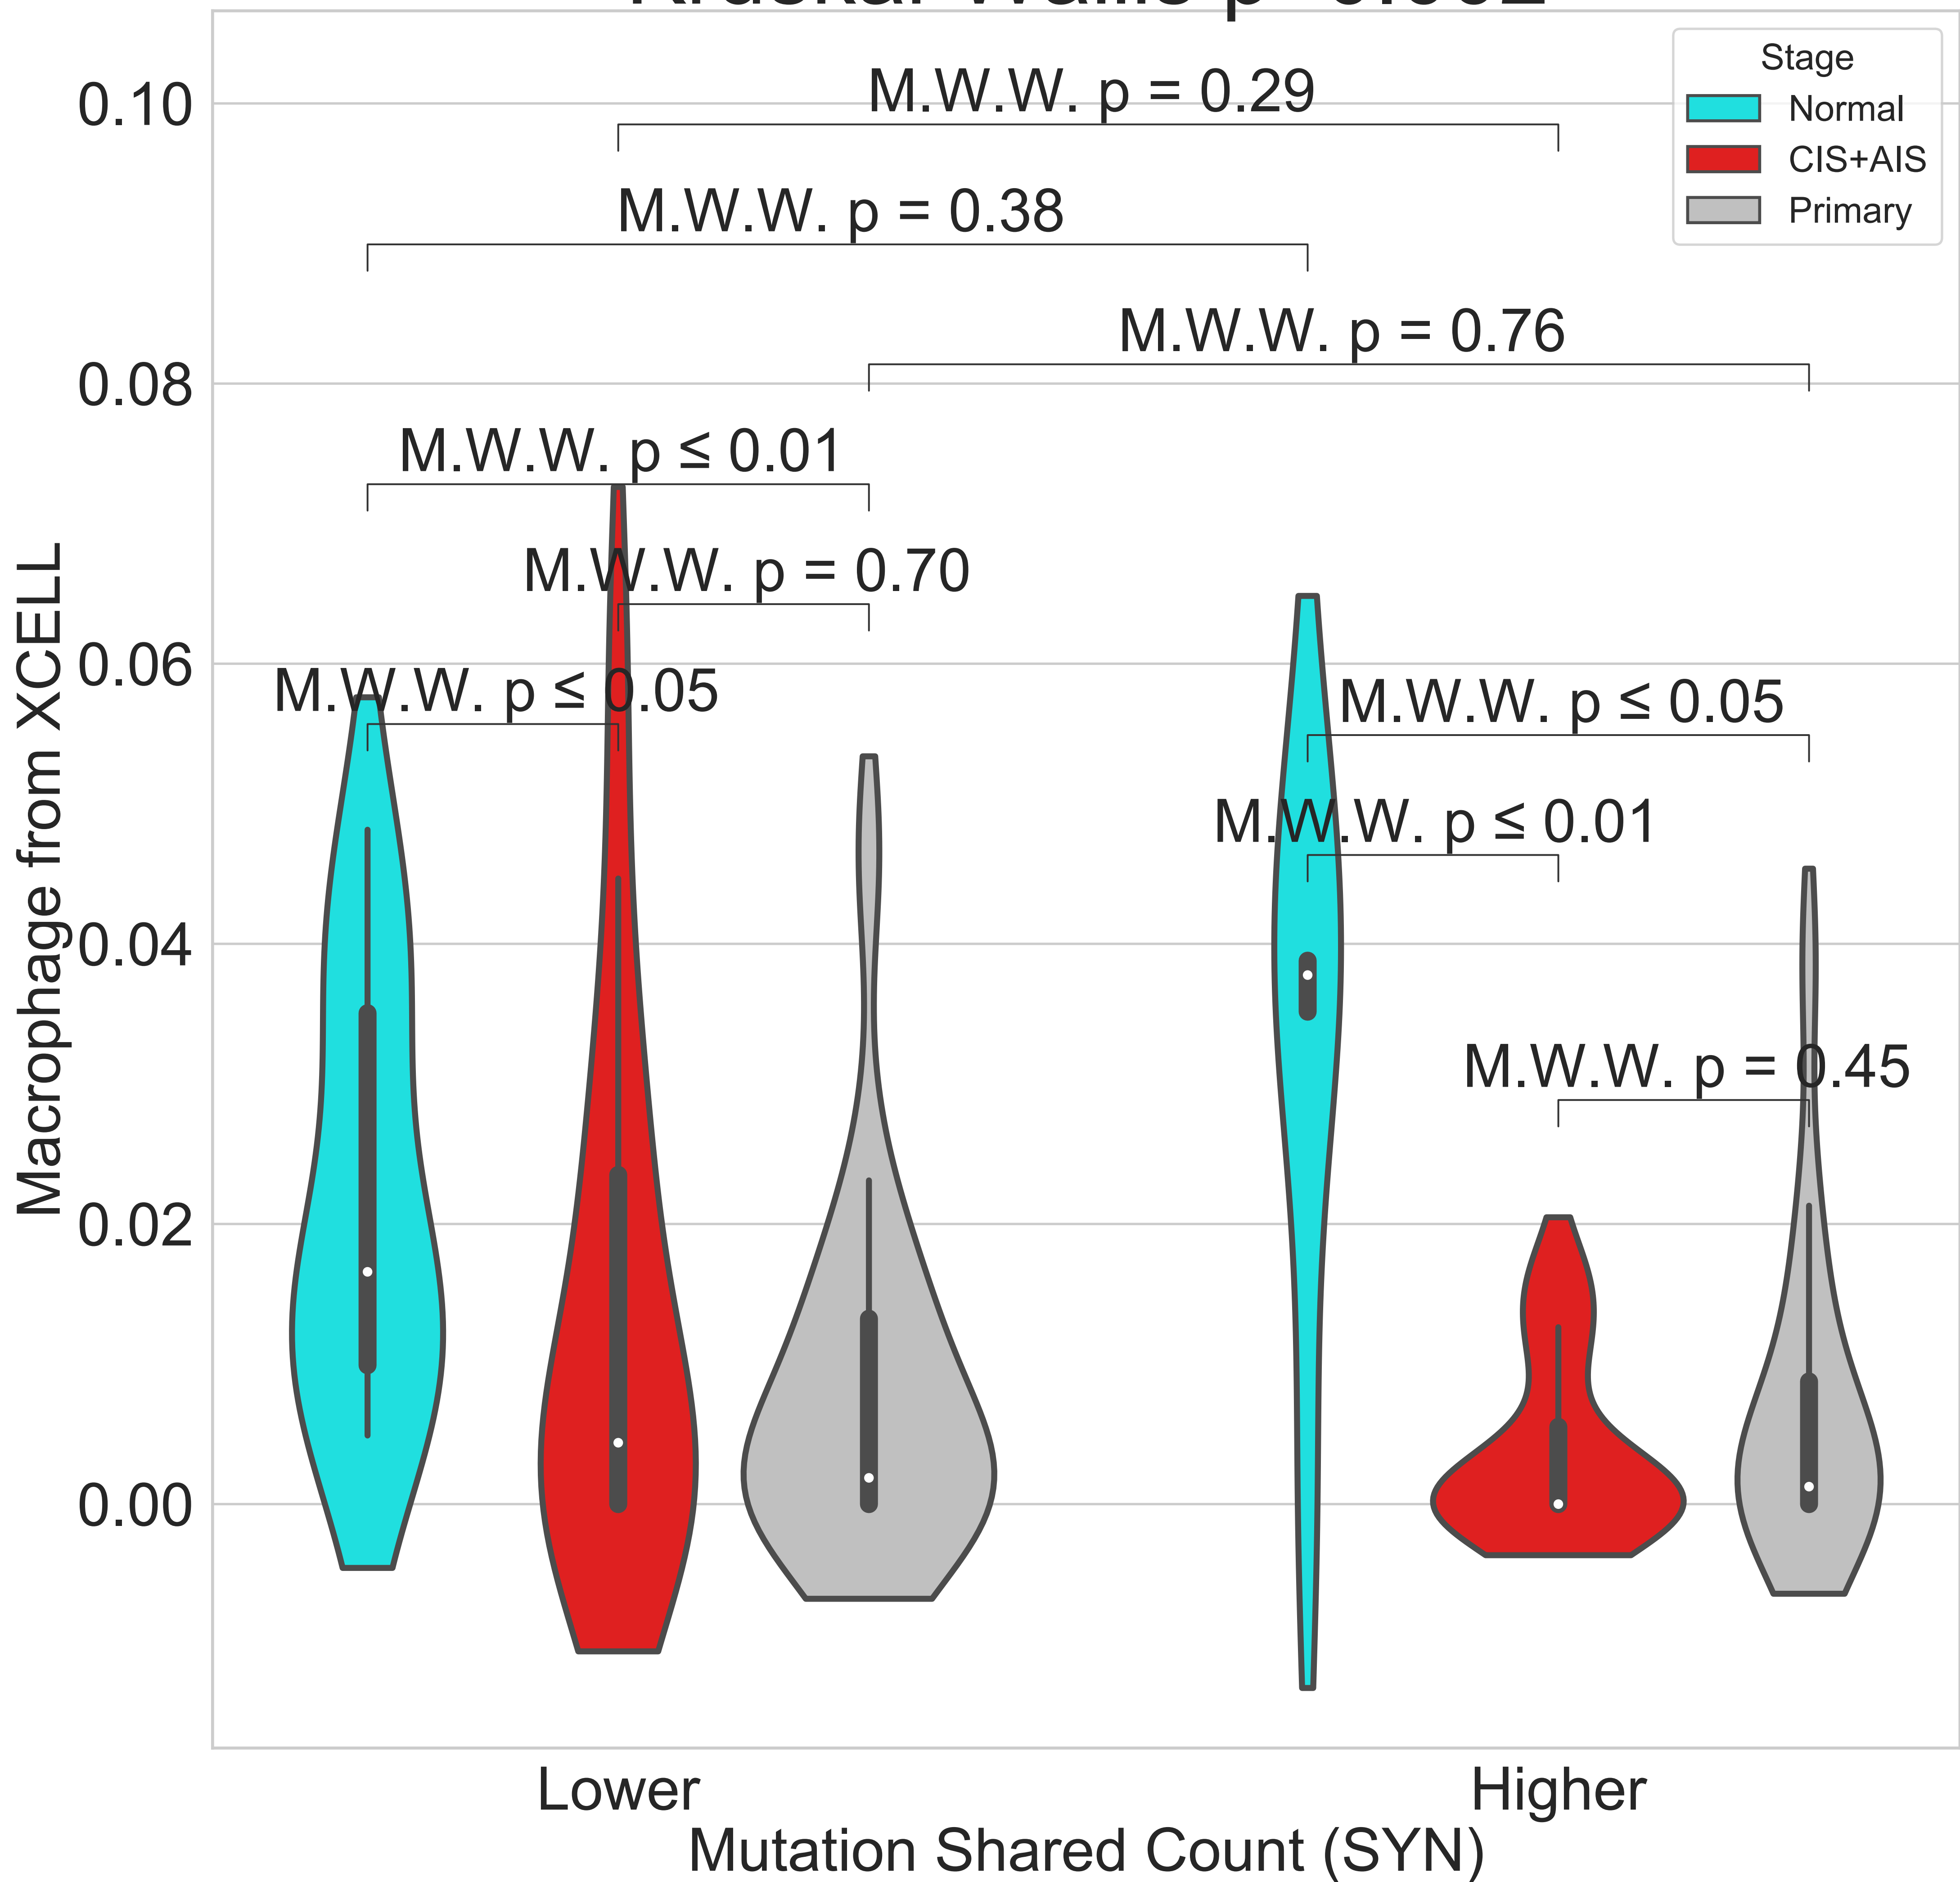 M.W.W. p = 0.29
M.W.W. p = 0.38
M.W.W. p = 0.76
M.W.W. p ≤ 0.01
M.W.W. p = 0.70
M.W.W. p ≤ 0.05
M.W.W. p ≤ 0.05
M.W.W. p ≤ 0.01
M.W.W. p = 0.45
Stage
Normal
CIS+AIS
Primary
0.10
0.08
0.06
0.04
0.02
0.00
Macrophage from XCELL
Lower
Higher
Mutation Shared Count (SYN)